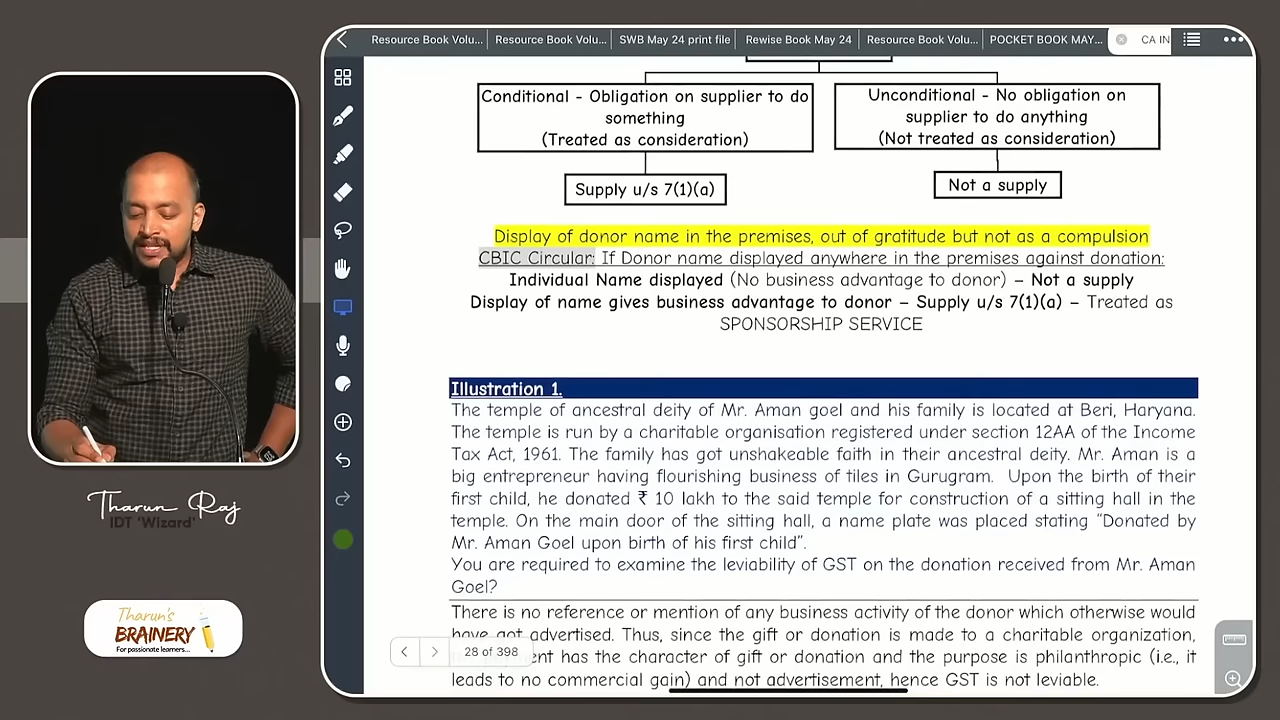 Resource Book Volu...
Resource Book Volu...
SWB May 24 print file
Rewise Book May 24
Resource Book Volu...
POCKET BOOK MAY...
CA IN
Conditional - Obligation on supplier to do
something
(Treated as consideration)
Unconditional - No obligation on
supplier to do anything
(Not treated as consideration)
Supply u/s 7(1)(a)
Not a supply
Display of donor name in the premises, out of gratitude but not as a compulsion
CBIC Circular: If Donor name displayed anywhere in the premises against donation:
Individual Name displayed (No business advantage to donor) – Not a supply
Display of name gives business advantage to donor – Supply u/s 7(1)(a) – Treated as
SPONSORSHIP SERVICE
Illustration 1.
The temple of ancestral deity of Mr. Aman goel and his family is located at Beri, Haryana.
The temple is run by a charitable organisation registered under section 12AA of the Income
Tax Act, 1961. The family has got unshakeable faith in their ancestral deity. Mr. Aman is a
big entrepreneur having flourishing business of tiles in Gurugram. Upon the birth of their
first child, he donated ₹ 10 lakh to the said temple for construction of a sitting hall in the
temple. On the main door of the sitting hall, a name plate was placed stating “Donated by
Mr. Aman Goel upon birth of his first child”.
You are required to examine the leviability of GST on the donation received from Mr. Aman
Goel?
There is no reference or mention of any business activity of the donor which otherwise would
have got advertised. Thus, since the gift or donation is made to a charitable organization,
has the character of gift or donation and the purpose is philanthropic (i.e., it
leads to no commercial gain) and not advertisement, hence GST is not leviable.
28 of 398
Tharun Raj
IDT 'Wizard'
Tharun's
BRAINERY
For passionate learners...